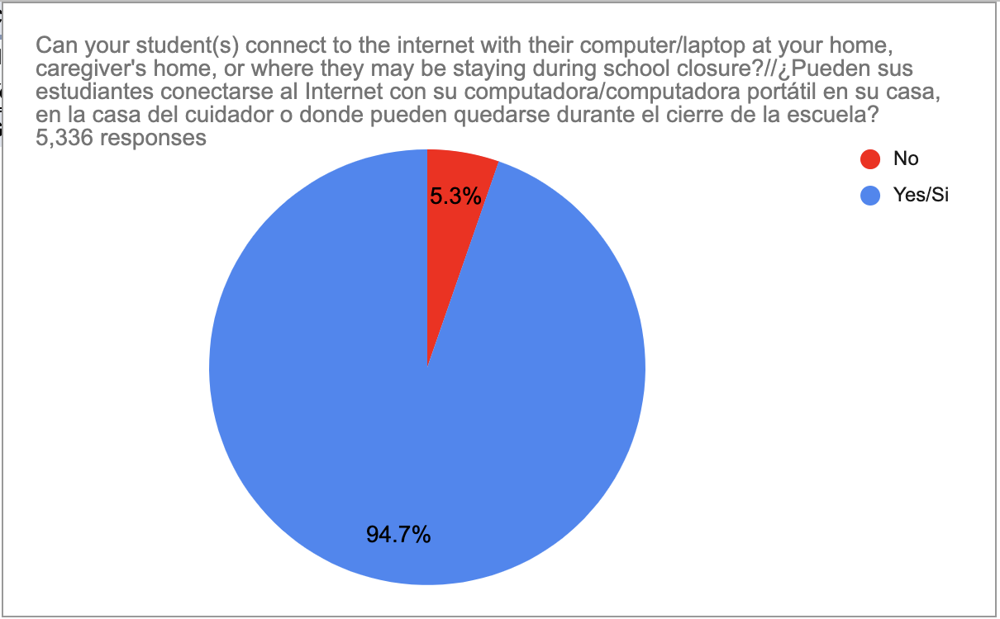 Can your student(s) connect to the internet with their computer/laptop at your home,
caregiver's home, or where they may be staying during school closure?//¿Pueden sus
estudiantes conectarse al Internet con su computadora/computadora portátil en su casa,
en la casa del cuidador o donde pueden quedarse durante el cierre de la escuela?
5,336 responses
No
Yes/Si
5.3%
94.7%